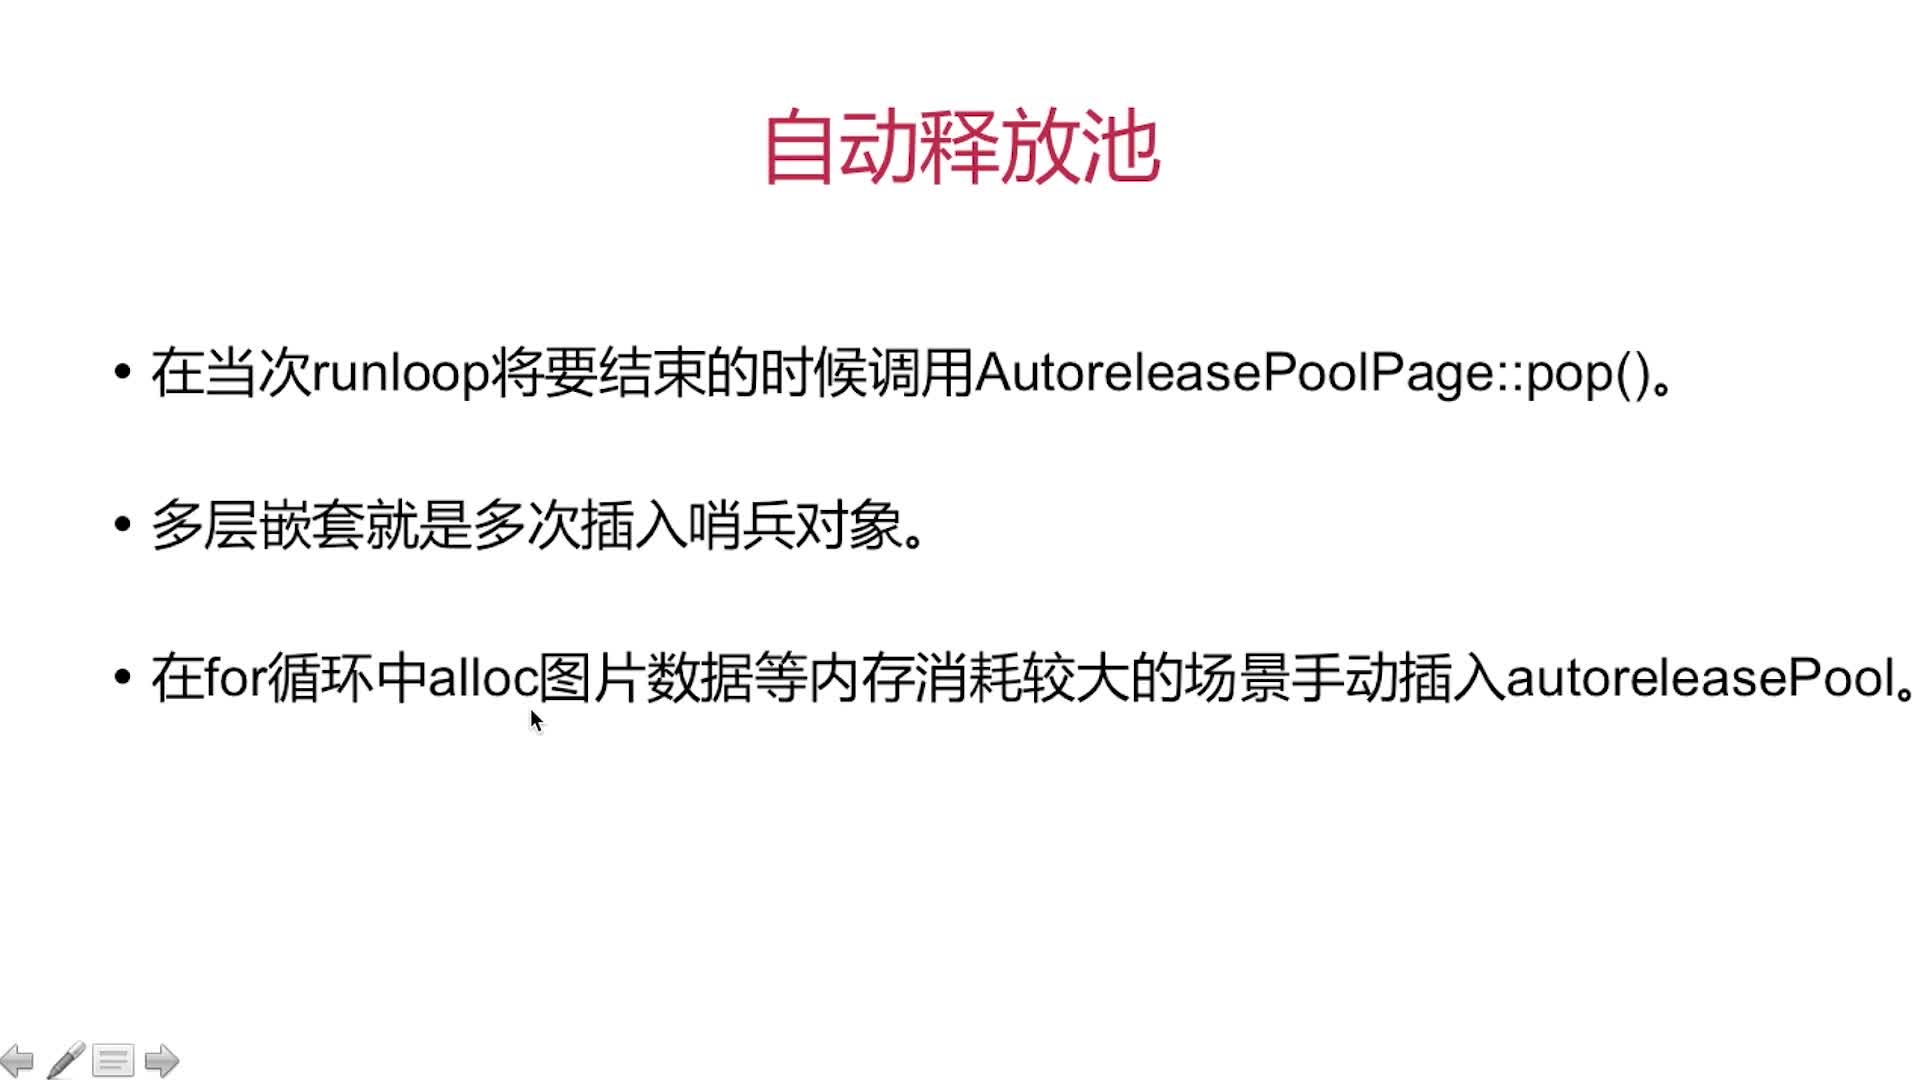 自动释放池
• 在当次runloop将要结束的时候调用AutoreleasePoolPage::pop()。
• 多层嵌套就是多次插入哨兵对象。
• 在for循环中alloc图片数据等内存消耗较大的场景手动插入autoreleasePool。